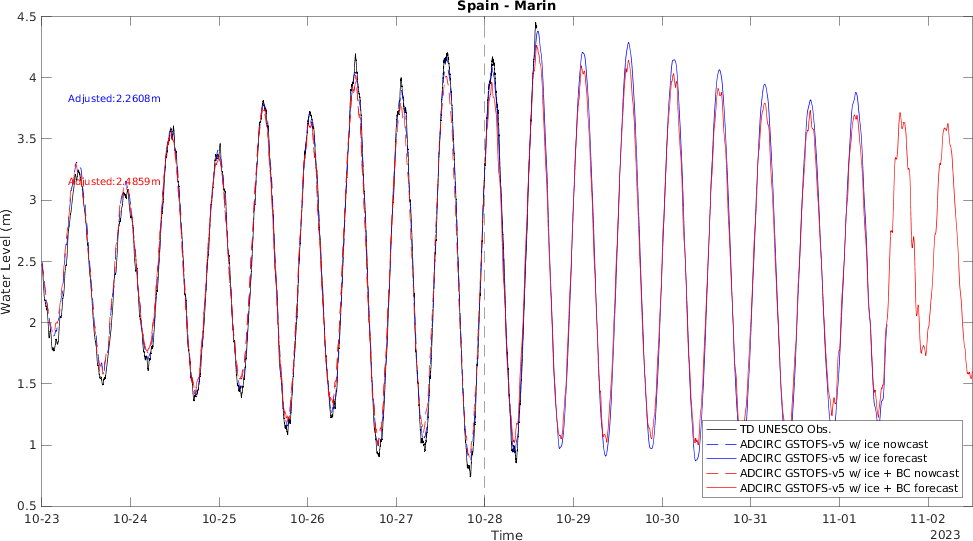 Spain - Marin
4.5
4
3.5
3
2.5
2
1.5
1
0.5
Water Level (m)
Adjusted:2.2608m
Adjusted:2.4859m
TD UNESCO Obs.
ADCIRC GSTOFS-v5 w/ ice nowcast
ADCIRC GSTOFS-v5 w/ ice forecast
ADCIRC GSTOFS-v5 w/ ice + BC nowcast
ADCIRC GSTOFS-v5 w/ ice + BC forecast
10-23 10-24 10-25 10-26 10-27 10-28 10-29 10-30 10-31 11-01 11-02
2023
Time